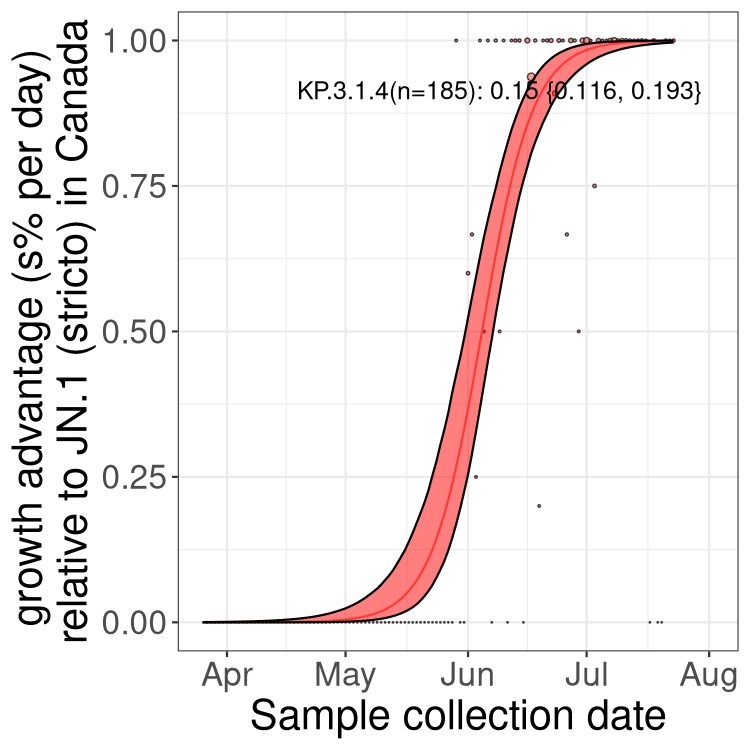 growth advantage (s% per day)
relative to JN.1 (stricto) in Canada
1.00
0.75
0.50
0.25
0.00
KP.3.1.4(n=185): 0.15 {0.116, 0.193}
Apr May Jun Jul Aug
Sample collection date